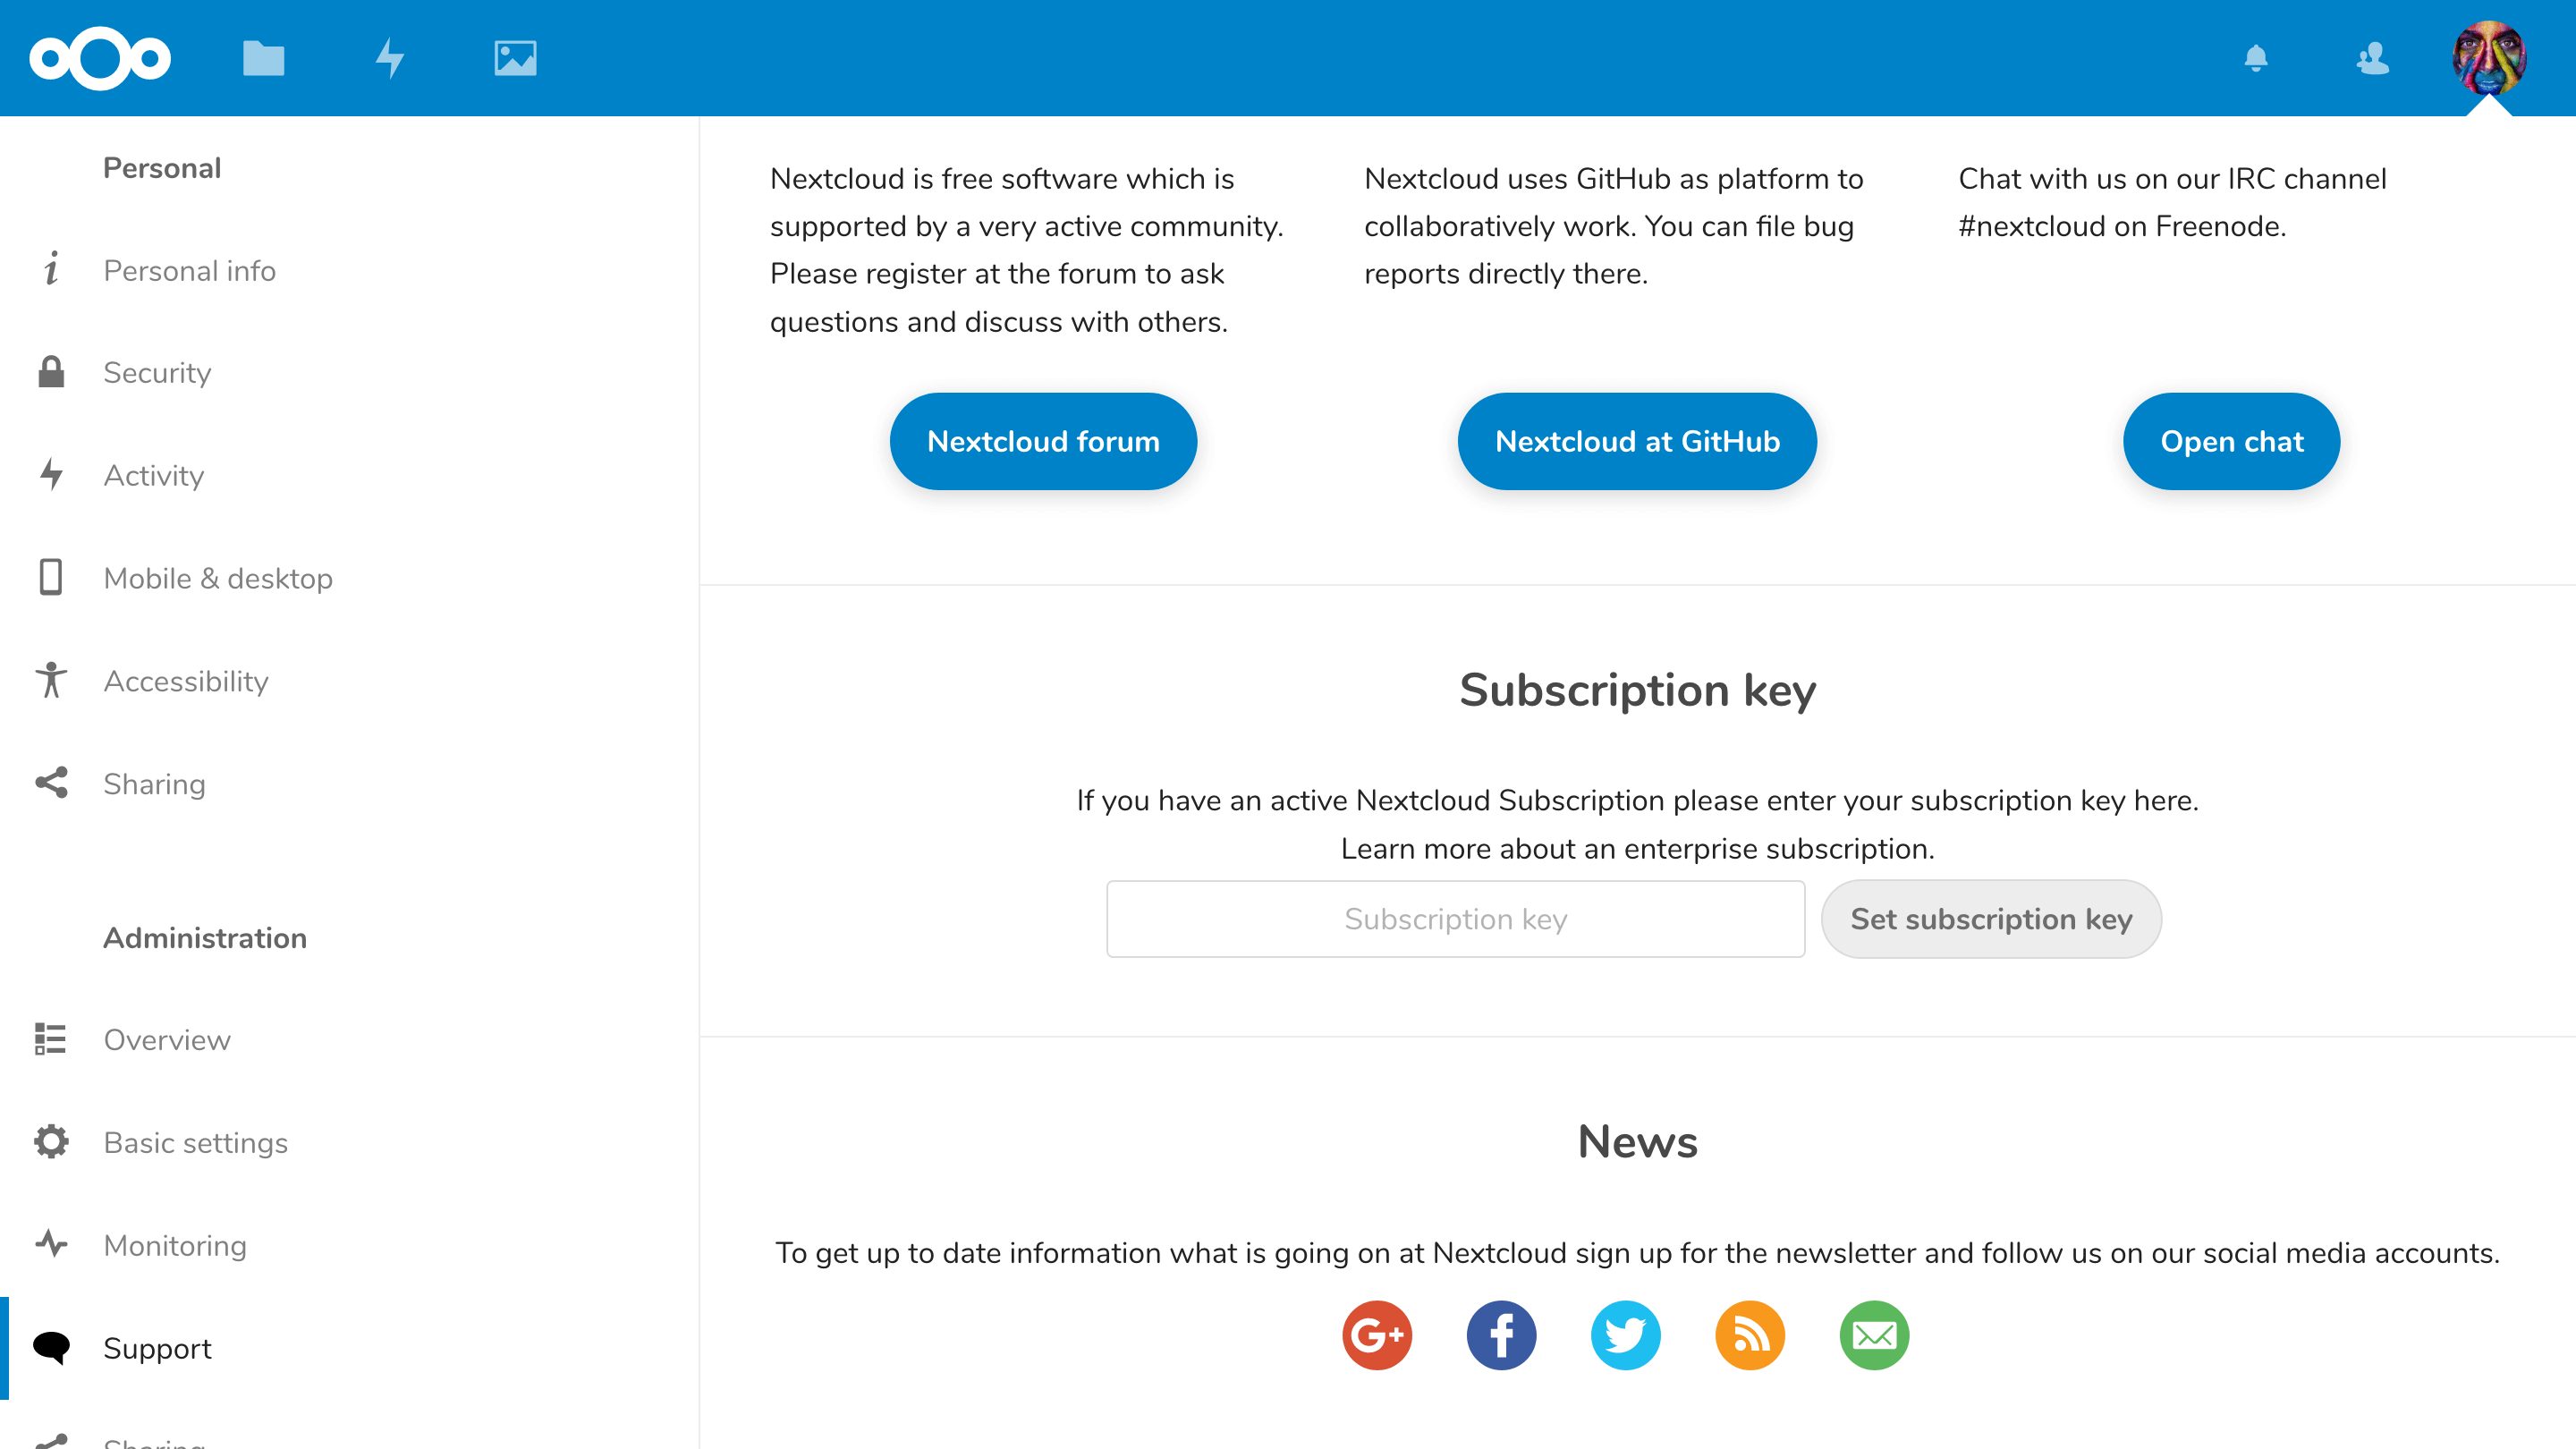 Personal
Personal info
Security
Activity
Mobile & desktop
Accessibility
Sharing
Administration
Overview
Basic settings
Monitoring
Support
Sharing
Nextcloud is free software which is
supported by a very active community.
Please register at the forum to ask
questions and discuss with others.
Nextcloud forum
Nextcloud uses GitHub as platform to
collaboratively work. You can file bug
reports directly there.
Nextcloud at GitHub
Chat with us on our IRC channel
#nextcloud on Freenode.
Open chat
Subscription key
If you have an active Nextcloud Subscription please enter your subscription key here.
Learn more about an enterprise subscription.
Subscription key
Set subscription key
News
To get up to date information what is going on at Nextcloud sign up for the newsletter and follow us on our social media accounts.
G+
f